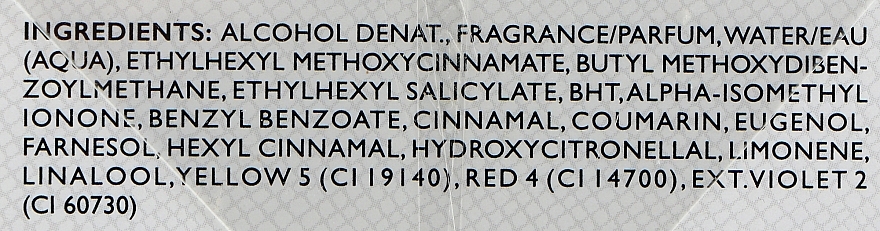 INGREDIENTS: ALCOHOL DENAT., FRAGRANCE/PARFUM, WATER/EAU
(AQUA), ETHYLHEXYL METHOXYCINNAMATE, BUTYL METHOXYDIBEN-
ZOYLMETHANE, ETHYLHEXYL SALICYLATE, BHT, ALPHA-ISOMETHYL
IONONE, BENZYL BENZOATE, CINNAMAL, COUMARIN, EUGENOL,
FARNESOL, HEXYL CINNAMAL, HYDROXYCITRONELLAL, LIMONENE,
LINALOOL, YELLOW 5 (CI 19140), RED 4 (CI 14700), EXT. VIOLET 2
(CI 60730)